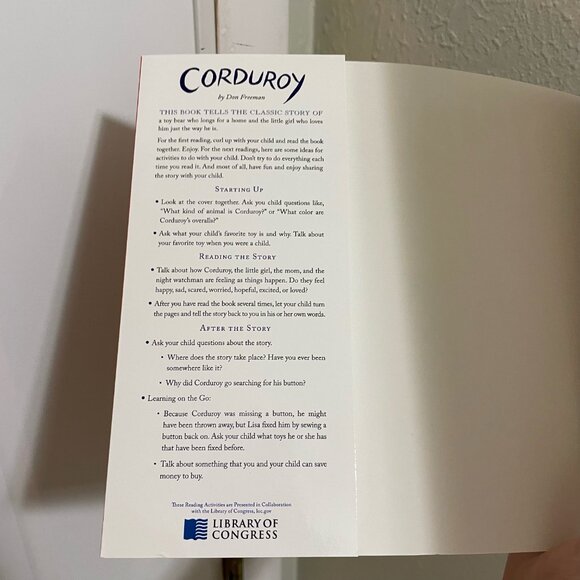 CORDUROY
by Don Freeman
THIS BOOK TELLS THE CLASSIC STORY OF
a toy bear who longs for a home and the little girl who loves
him just the way he is.
For the first reading, curl up with your child and read the book
together. Enjoy. For the next readings, here are some ideas for
activities to do with your child. Don't try to do everything each
time you read it. And most of all, have fun and enjoy sharing
the story with your child.
STARTING UP
• Look at the cover together. Ask you child questions like,
"What kind of animal is Corduroy?" or "What color are
Corduroy's overalls?"
• Ask what your child's favorite toy is and why. Talk about
your favorite toy when you were a child.
READING THE STORY
• Talk about how Corduroy, the little girl, the mom, and the
night watchman are feeling as things happen. Do they feel
happy, sad, scared, worried, hopeful, excited, or loved?
• After you have read the book several times, let your child turn
the pages and tell the story back to you in his or her own words.
AFTER THE STORY
• Ask your child questions about the story.
• Where does the story take place? Have you ever been
somewhere like it?
• Why did Corduroy go searching for his button?
• Learning on the Go:
• Because Corduroy was missing a button, he might
have been thrown away, but Lisa fixed him by sewing a
button back on. Ask your child what toys he or she has
that have been fixed before.
• Talk about something that you and your child can save
money to buy.
These Reading Activities are Presented in Collaboration
with the Library of Congress, loc.gov
LIBRARY OF
CONGRESS